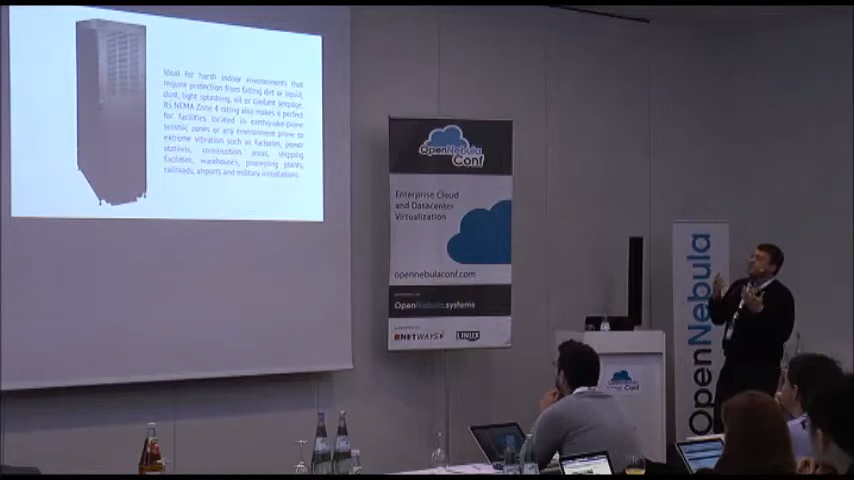 Ideal for harsh indoor environments that
require protection from falling dirt or liquid,
dust, light splashing, oil or coolant seepage.
Its NEMA Zone 4 rating also makes a perfect
for facilities located in earthquake-prone
seismic zones or any environment prone to
extreme vibration such as factories, power
stations, construction areas, shipping
facilities, warehouses, processing plants,
railroads, airports and military installations.
OpenNebula
Conf
Enterprise Cloud
and Datacenter
Virtualization
opennebulaconf.com
OpenNebula.systems
NETWAYS
LINUX
OpenNebula
OpenNebula
Conf